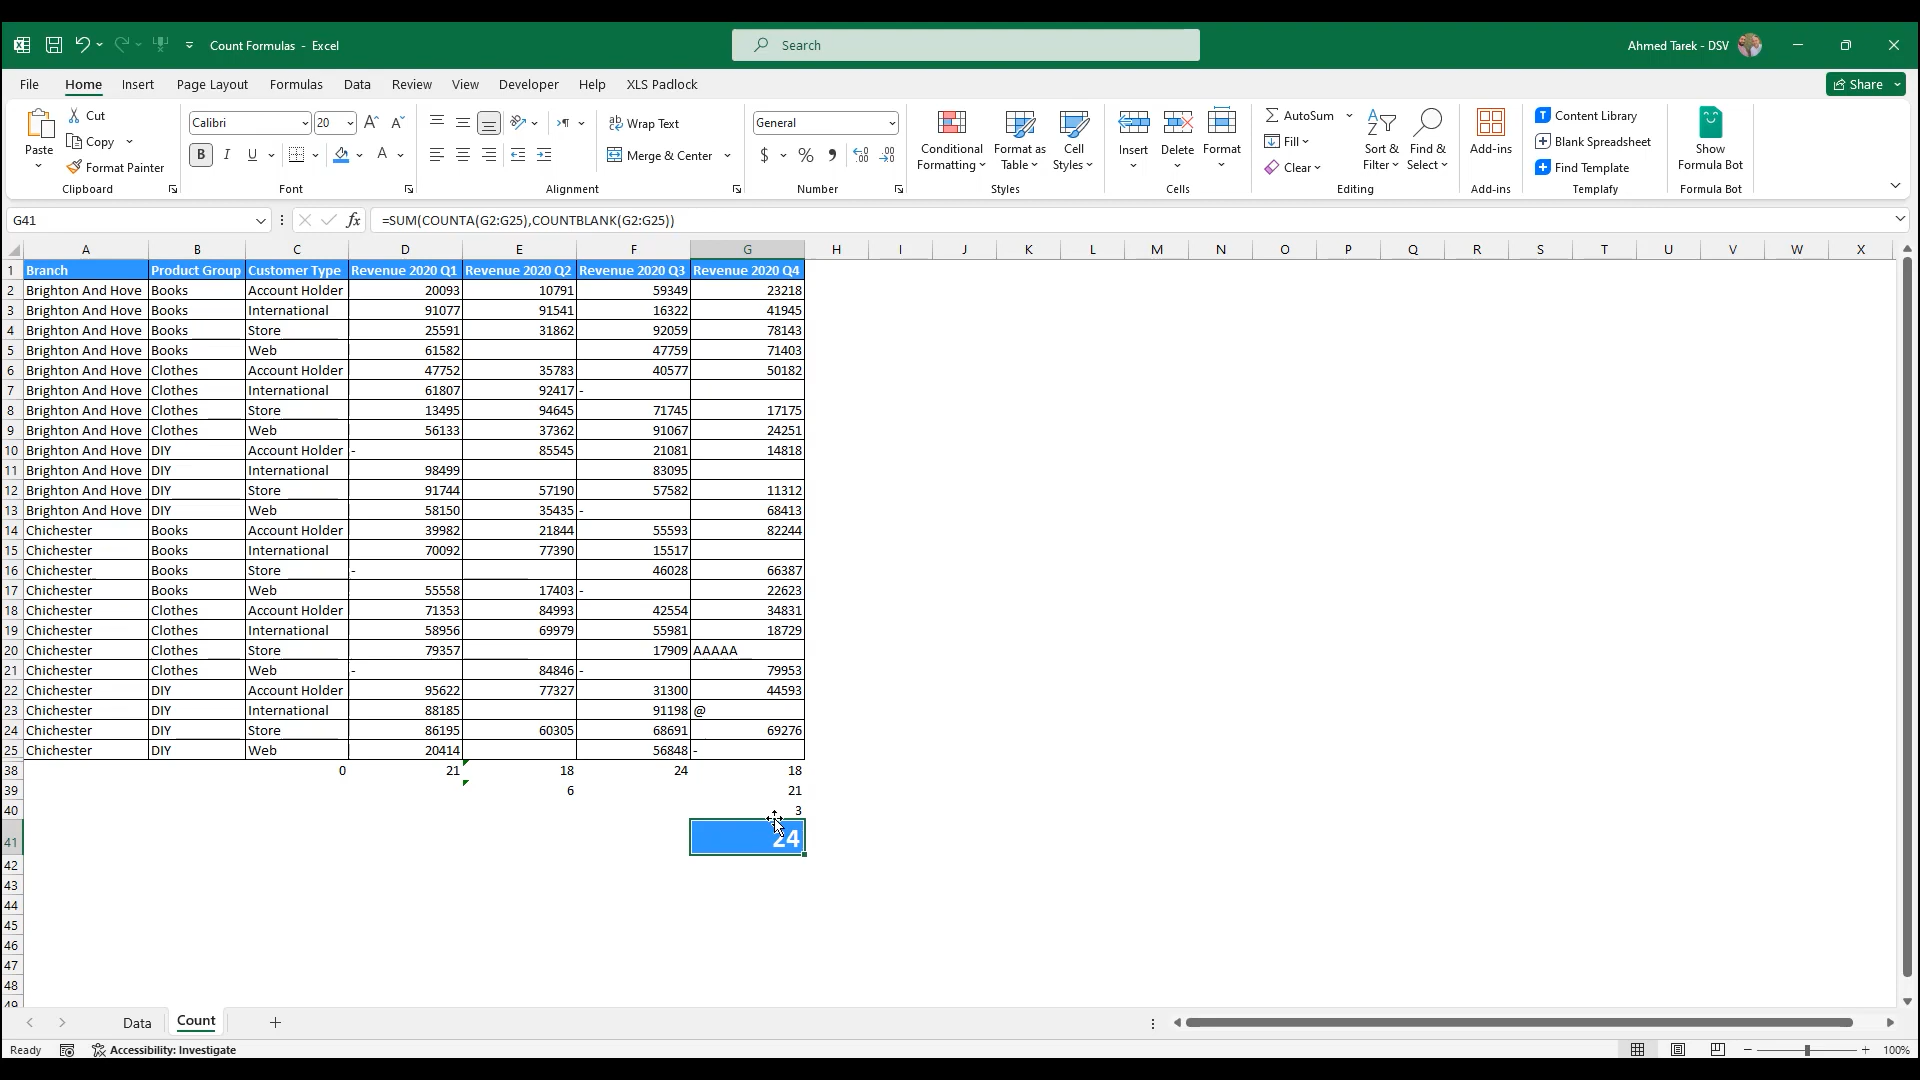 Count Formulas - Excel
Search
Ahmed Tarek - DSV
File Home Insert Page Layout Formulas Data Review View Developer Help XLS Padlock Share
Paste
Cut
Copy
Format Painter
Clipboard
Calibri 20
B I U
Font
Wrap Text
Merge & Center
Alignment
General
$ % ,
Number
Conditional Formatting
Format as Table
Cell Styles
Styles
Insert Delete Format
Cells
AutoSum
Fill
Clear
Sort & Filter
Find & Select
Editing
Add-ins
Add-ins
Content Library
Blank Spreadsheet
Find Template
Templafy
Show Formula Bot
Formula Bot
G41 fx =SUM(COUNTA(G2:G25),COUNTBLANK(G2:G25))
A B C D E F G H I J K L M N O P Q R S T U V W X
1 Branch Product Group Customer Type Revenue 2020 Q1 Revenue 2020 Q2 Revenue 2020 Q3 Revenue 2020 Q4
2 Brighton And Hove Books Account Holder 20093 10791 59349 23218
3 Brighton And Hove Books International 91077 91541 16322 41945
4 Brighton And Hove Books Store 25591 31862 92059 78143
5 Brighton And Hove Books Web 61582 47759 71403
6 Brighton And Hove Clothes Account Holder 47752 35783 40577 50182
7 Brighton And Hove Clothes International 61807 92417 -
8 Brighton And Hove Clothes Store 13495 94645 71745 17175
9 Brighton And Hove Clothes Web 56133 37362 91067 24251
10 Brighton And Hove DIY Account Holder - 85545 21081 14818
11 Brighton And Hove DIY International 98499 83095
12 Brighton And Hove DIY Store 91744 57190 57582 11312
13 Brighton And Hove DIY Web 58150 35435 - 68413
14 Chichester Books Account Holder 39982 21844 55593 82244
15 Chichester Books International 70092 77390 15517
16 Chichester Books Store - 46028 66387
17 Chichester Books Web 55558 17403 - 22623
18 Chichester Clothes Account Holder 71353 84993 42554 34831
19 Chichester Clothes International 58956 69979 55981 18729
20 Chichester Clothes Store 79357 17909 AAAAA
21 Chichester Clothes Web - 84846 - 79953
22 Chichester DIY Account Holder 95622 77327 31300 44593
23 Chichester DIY International 88185 91198 @
24 Chichester DIY Store 86195 60305 68691 69276
25 Chichester DIY Web 20414 56848 -
38 0 21 18 24 18
39 6 21
40 3
41 24
42
43
44
45
46
47
48
49
Data Count
Ready Accessibility: Investigate 100%